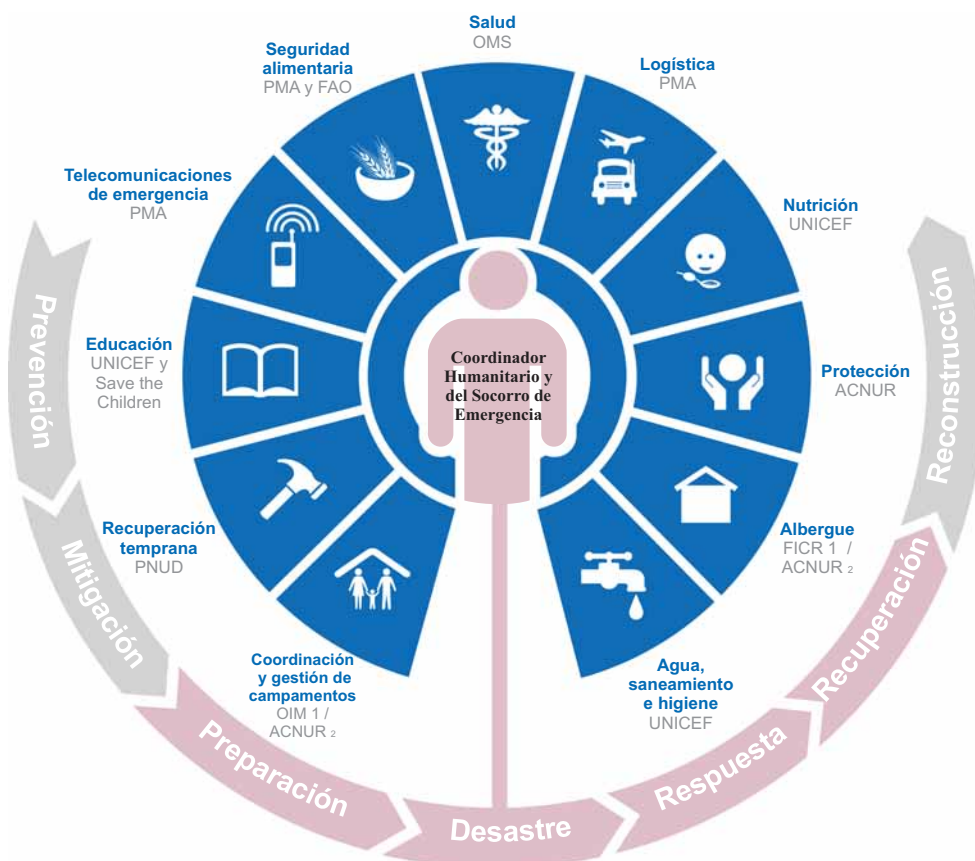 Salud
OMS
Logística
PMA
Nutrición
UNICEF
Protección
ACNUR
Albergue
FICR 1 /
ACNUR 2
Agua,
saneamiento
e higiene
UNICEF
Coordinación
y gestión de
campamentos
OIM 1 /
ACNUR 2
Recuperación
temprana
PNUD
Educación
UNICEF y
Save the
Children
Telecomunicaciones
de emergencia
PMA
Seguridad
alimentaria
PMA y FAO
Coordinador
Humanitario y
del Socorro de
Emergencia
Prevención
Mitigación
Preparación
Desastre
Respuesta
Recuperación
Reconstrucción